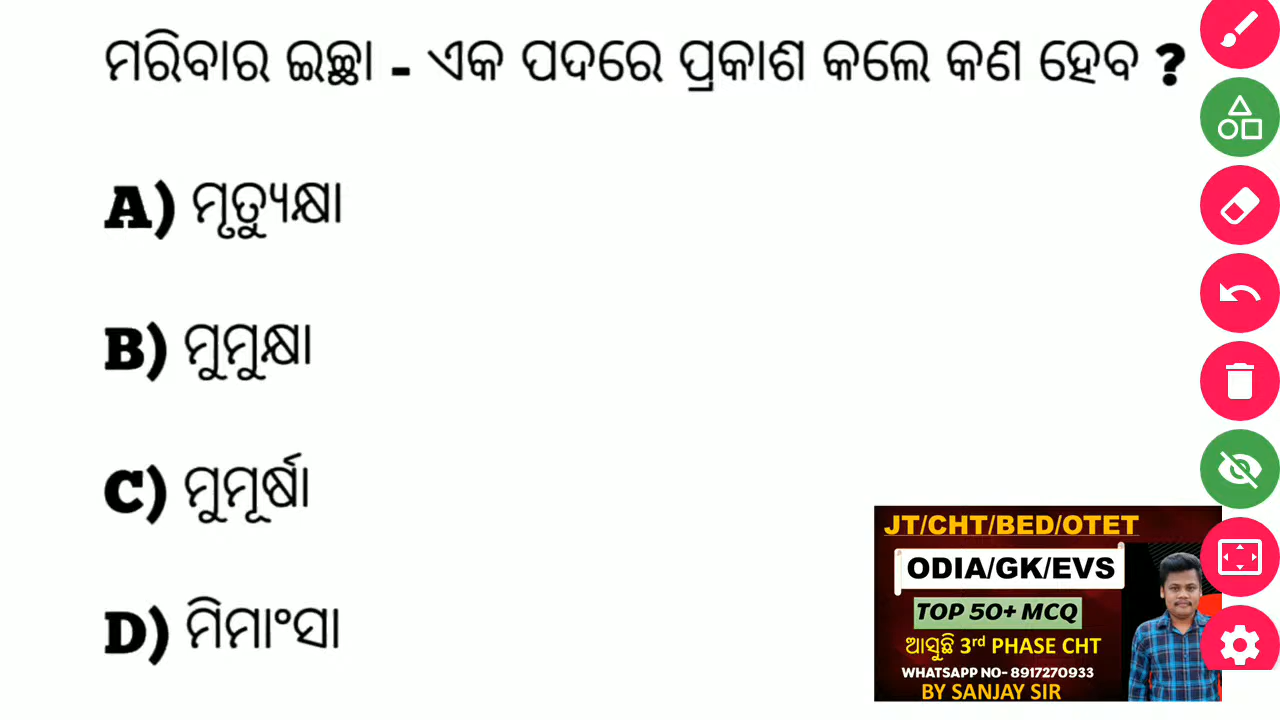 ମରିବାର ଇଚ୍ଛା - ଏକ ପଦରେ ପ୍ରକାଶ କଲେ କଣ ହେବ ?
A) ମୃତ୍ୟୁକ୍ଷା
B) ମୁମୁକ୍ଷା
C) ମୁମୂର୍ଷା
D) ମିମାଂସା
JT/CHT/BED/OTET
ODIA/GK/EVS
TOP 50+ MCQ
ଆସୁଛି 3rd PHASE CHT
WHATSAPP NO- 8917270933
BY SANJAY SIR